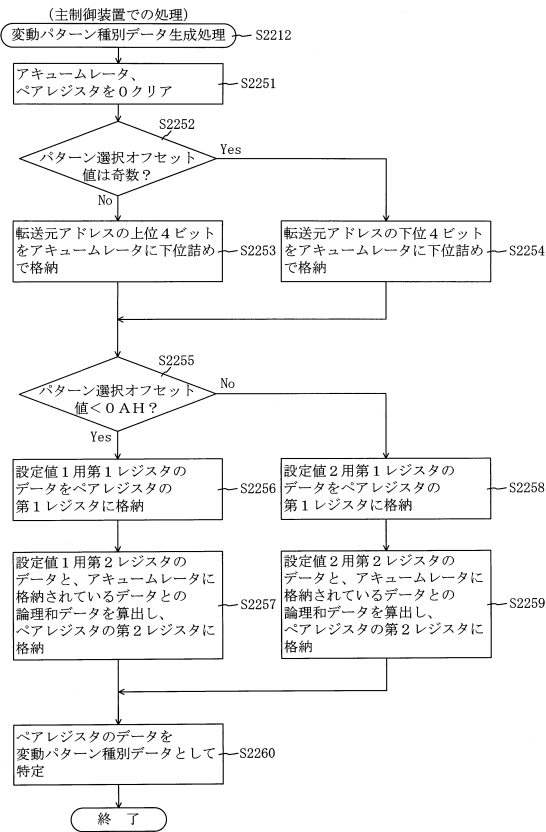 (主制御装置での処理)
変動パターン種別データ生成処理
S2212
アキュームレータ、
ペアレジスタを０クリア
S2251
S2252
パターン選択オフセット
値は奇数？
Yes
No
転送元アドレスの上位４ビット
をアキュームレータに下位詰め
で格納
S2253
転送元アドレスの下位４ビット
をアキュームレータに下位詰め
で格納
S2254
S2255
パターン選択オフセット
値＜０ＡＨ？
No
Yes
設定値１用第１レジスタの
データをペアレジスタの
第１レジスタに格納
S2256
設定値２用第１レジスタの
データをペアレジスタの
第１レジスタに格納
S2258
設定値１用第２レジスタの
データと、アキュームレータに
格納されているデータとの
論理和データを算出し、
ペアレジスタの第２レジスタに
格納
S2257
設定値２用第２レジスタの
データと、アキュームレータに
格納されているデータとの
論理和データを算出し、
ペアレジスタの第２レジスタに
格納
S2259
ペアレジスタのデータを
変動パターン種別データとして
特定
S2260
終 了